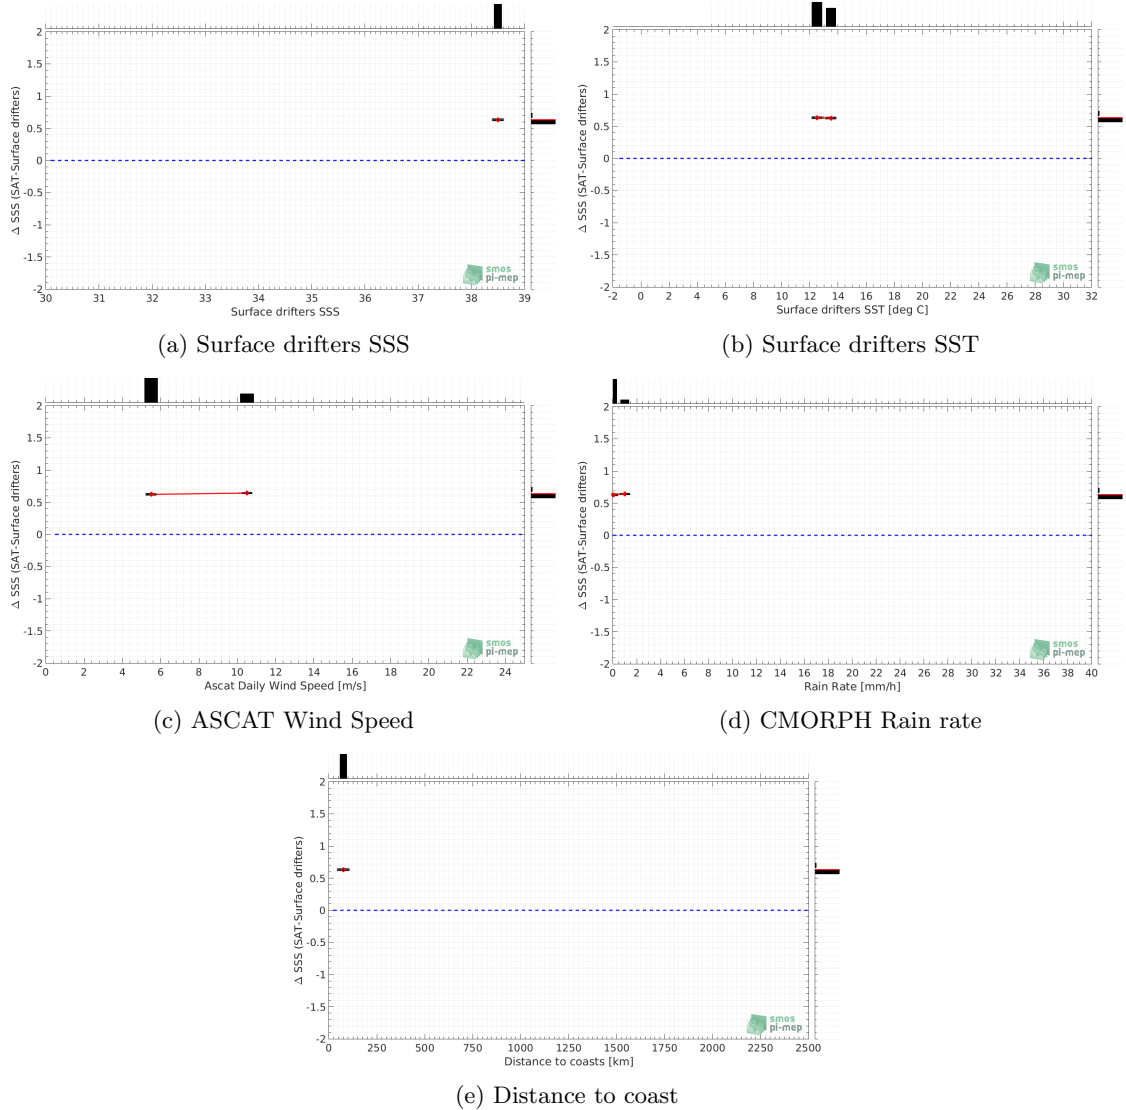 2
1.5
1
0.5
0
-0.5
-1
-1.5
-2
Δ SSS (SAT-Surface drifters)
30 31 32 33 34 35 36 37 38 39
Surface drifters SSS
smos
pi-mep
(a) Surface drifters SSS
2
1.5
1
0.5
0
-0.5
-1
-1.5
-2
Δ SSS (SAT-Surface drifters)
-2 0 2 4 6 8 10 12 14 16 18 20 22 24 26 28 30 32
Surface drifters SST [deg C]
smos
pi-mep
(b) Surface drifters SST
2
1.5
1
0.5
0
-0.5
-1
-1.5
-2
Δ SSS (SAT-Surface drifters)
0 2 4 6 8 10 12 14 16 18 20 22 24
Ascat Daily Wind Speed [m/s]
smos
pi-mep
(c) ASCAT Wind Speed
2
1.5
1
0.5
0
-0.5
-1
-1.5
-2
Δ SSS (SAT-Surface drifters)
0 2 4 6 8 10 12 14 16 18 20 22 24 26 28 30 32 34 36 38 40
Rain Rate [mm/h]
smos
pi-mep
(d) CMORPH Rain rate
2
1.5
1
0.5
0
-0.5
-1
-1.5
-2
Δ SSS (SAT-Surface drifters)
0 250 500 750 1000 1250 1500 1750 2000 2250 2500
Distance to coasts [km]
smos
pi-mep
(e) Distance to coast